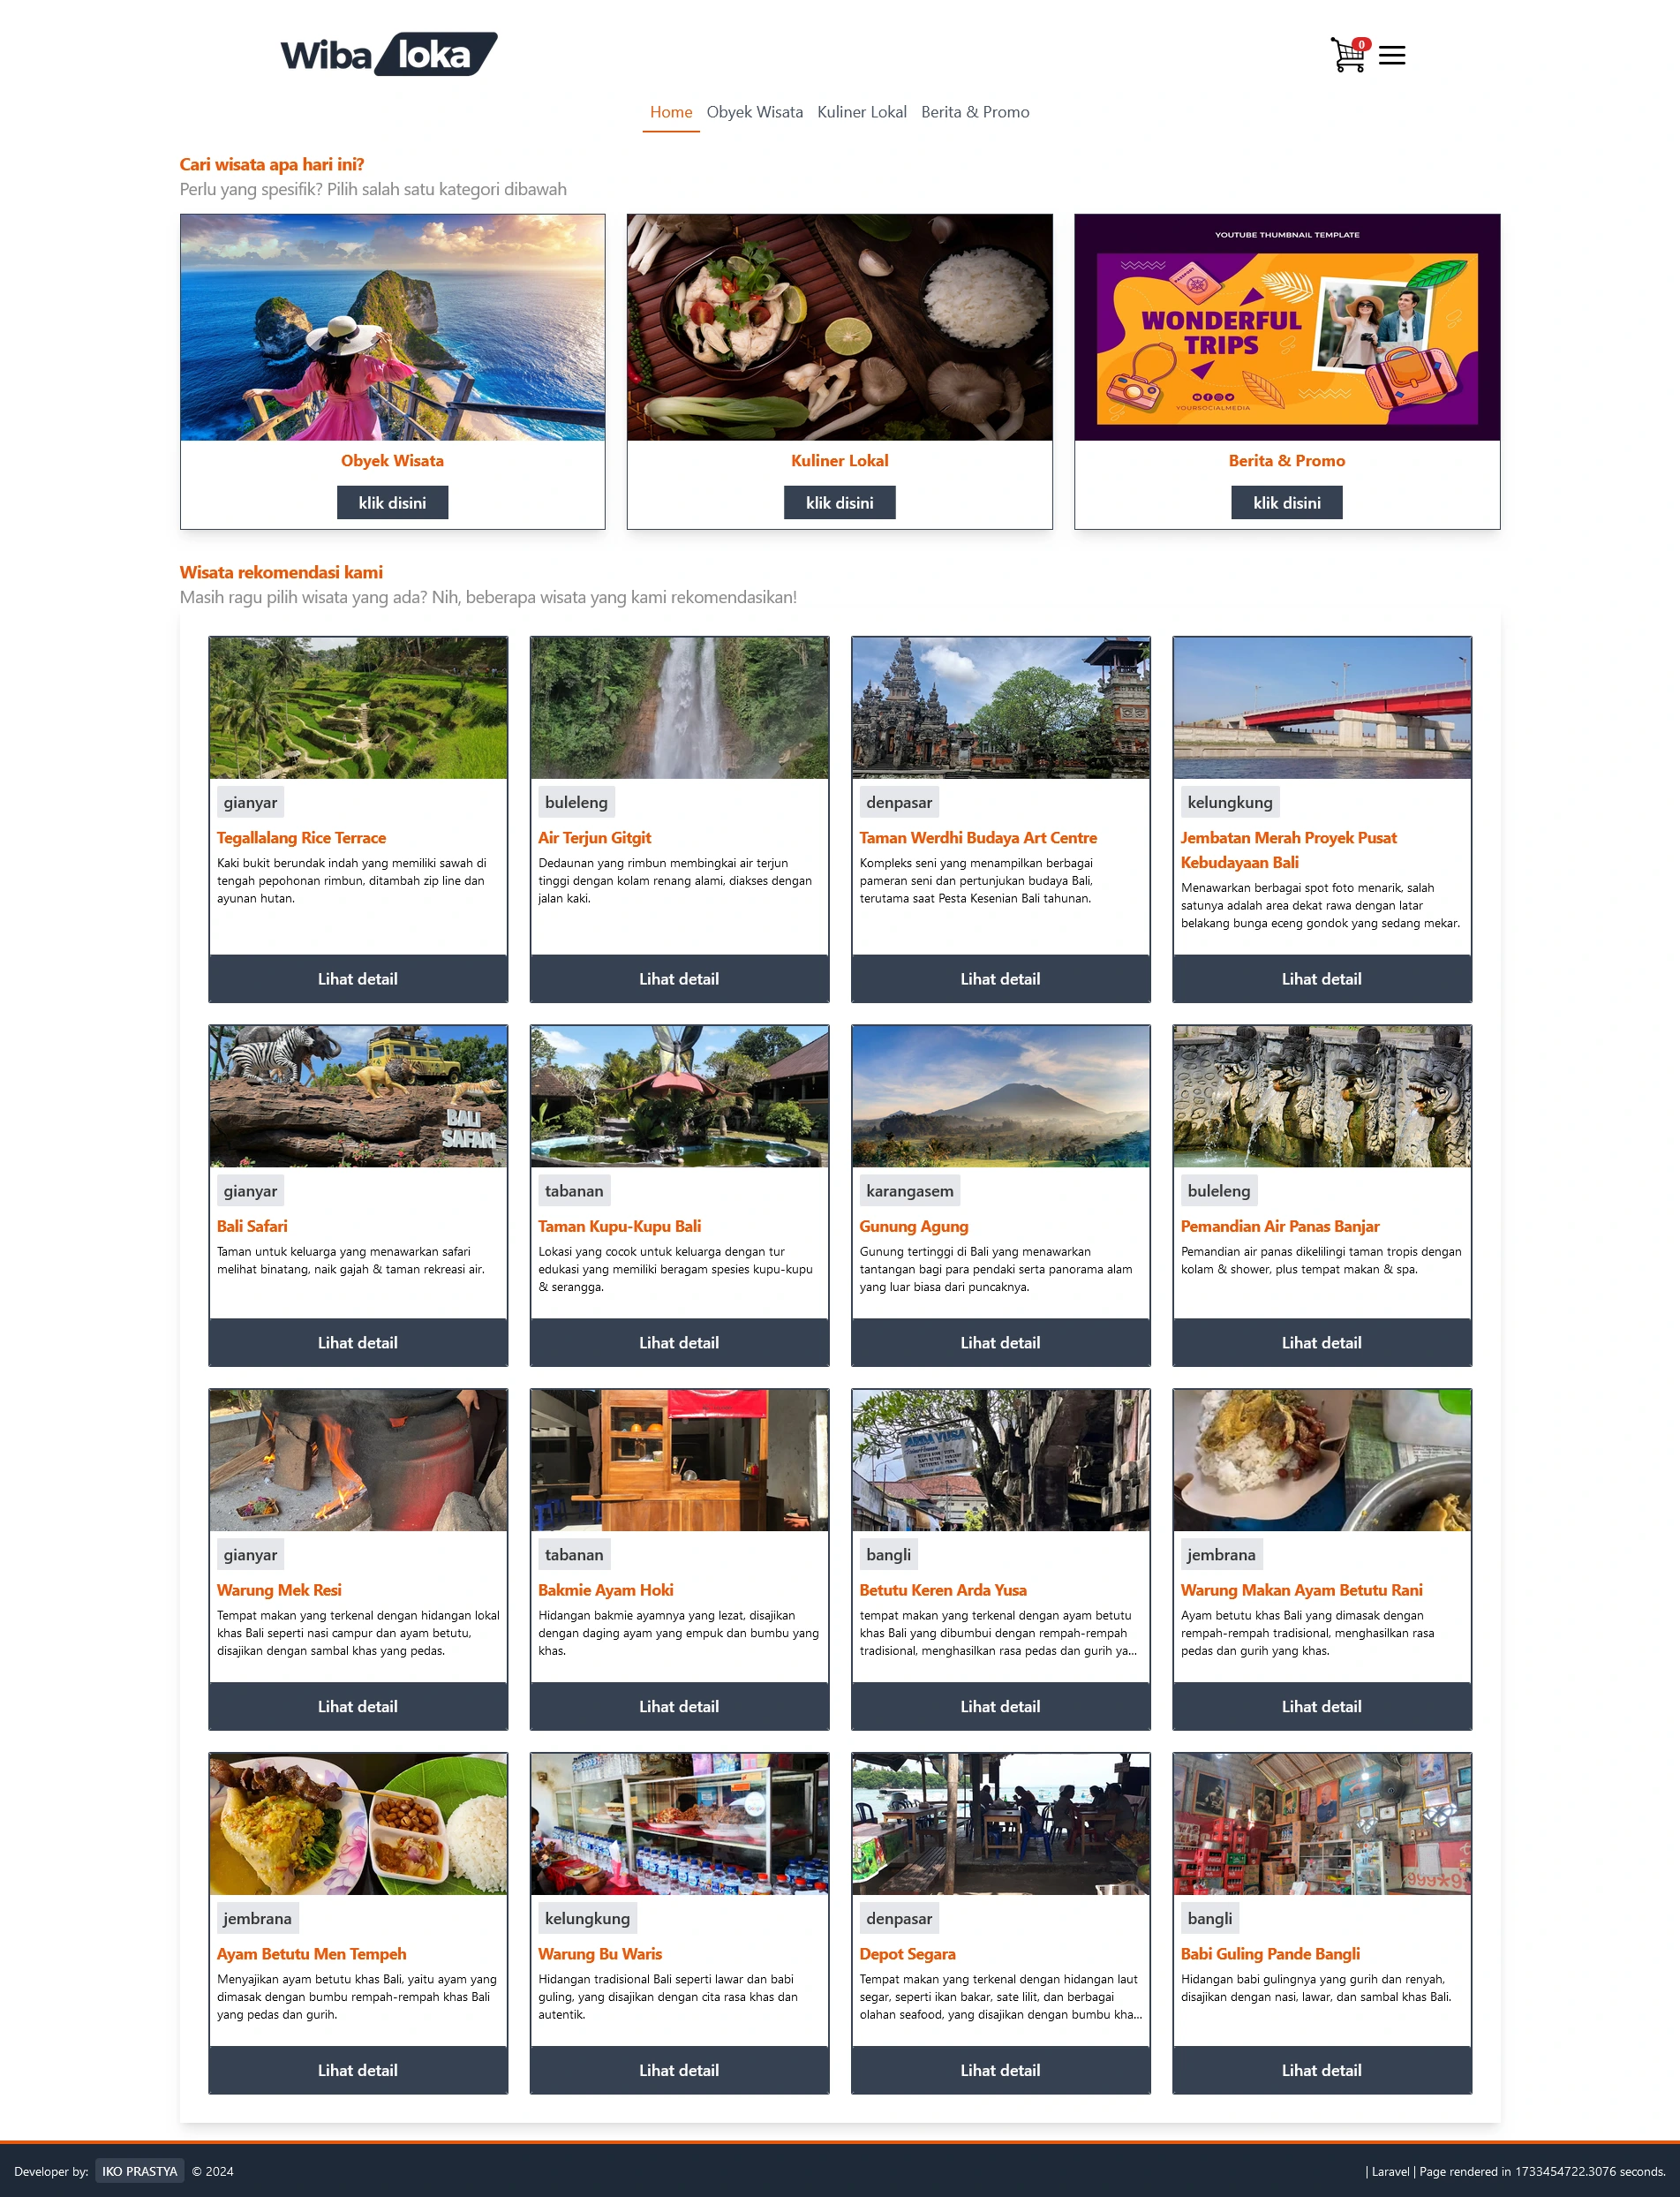 Wiba loka
0
Home Obyek Wisata Kuliner Lokal Berita & Promo
Cari wisata apa hari ini?
Perlu yang spesifik? Pilih salah satu kategori dibawah
YOUTUBE THUMBNAIL TEMPLATE
WONDERFUL
TRIPS
YOURSOCIALMEDIA
Obyek Wisata
klik disini
Kuliner Lokal
klik disini
Berita & Promo
klik disini
Wisata rekomendasi kami
Masih ragu pilih wisata yang ada? Nih, beberapa wisata yang kami rekomendasikan!
gianyar
Tegallalang Rice Terrace
Kaki bukit berundak indah yang memiliki sawah di
tengah pepohonan rimbun, ditambah zip line dan
ayunan hutan.
Lihat detail
buleleng
Air Terjun Gitgit
Dedaunan yang rimbun membingkai air terjun
tinggi dengan kolam renang alami, diakses dengan
jalan kaki.
Lihat detail
denpasar
Taman Werdhi Budaya Art Centre
Kompleks seni yang menampilkan berbagai
pameran seni dan pertunjukan budaya Bali,
terutama saat Pesta Kesenian Bali tahunan.
Lihat detail
kelungkung
Jembatan Merah Proyek Pusat
Kebudayaan Bali
Menawarkan berbagai spot foto menarik, salah
satunya adalah area dekat rawa dengan latar
belakang bunga eceng gondok yang sedang mekar.
Lihat detail
BALI
SAFARI
gianyar
Bali Safari
Taman untuk keluarga yang menawarkan safari
melihat binatang, naik gajah & taman rekreasi air.
Lihat detail
tabanan
Taman Kupu-Kupu Bali
Lokasi yang cocok untuk keluarga dengan tur
edukasi yang memiliki beragam spesies kupu-kupu
& serangga.
Lihat detail
karangasem
Gunung Agung
Gunung tertinggi di Bali yang menawarkan
tantangan bagi para pendaki serta panorama alam
yang luar biasa dari puncaknya.
Lihat detail
buleleng
Pemandian Air Panas Banjar
Pemandian air panas dikelilingi taman tropis dengan
kolam & shower, plus tempat makan & spa.
Lihat detail
gianyar
Warung Mek Resi
Tempat makan yang terkenal dengan hidangan lokal
khas Bali seperti nasi campur dan ayam betutu,
disajikan dengan sambal khas yang pedas.
Lihat detail
tabanan
Bakmie Ayam Hoki
Hidangan bakmie ayamnya yang lezat, disajikan
dengan daging ayam yang empuk dan bumbu yang
khas.
Lihat detail
ARDA YUSA
bangli
Betutu Keren Arda Yusa
tempat makan yang terkenal dengan ayam betutu
khas Bali yang dibumbui dengan rempah-rempah
tradisional, menghasilkan rasa pedas dan gurih ya...
Lihat detail
jembrana
Warung Makan Ayam Betutu Rani
Ayam betutu khas Bali yang dimasak dengan
rempah-rempah tradisional, menghasilkan rasa
pedas dan gurih yang khas.
Lihat detail
jembrana
Ayam Betutu Men Tempeh
Menyajikan ayam betutu khas Bali, yaitu ayam yang
dimasak dengan bumbu rempah-rempah khas Bali
yang pedas dan gurih.
Lihat detail
kelungkung
Warung Bu Waris
Hidangan tradisional Bali seperti lawar dan babi
guling, yang disajikan dengan cita rasa khas dan
autentik.
Lihat detail
denpasar
Depot Segara
Tempat makan yang terkenal dengan hidangan laut
segar, seperti ikan bakar, sate lilit, dan berbagai
olahan seafood, yang disajikan dengan bumbu kha...
Lihat detail
bangli
Babi Guling Pande Bangli
Hidangan babi gulingnya yang gurih dan renyah,
disajikan dengan nasi, lawar, dan sambal khas Bali.
Lihat detail
Developer by: IKO PRASTYA © 2024
| Laravel | Page rendered in 1733454722.3076 seconds.